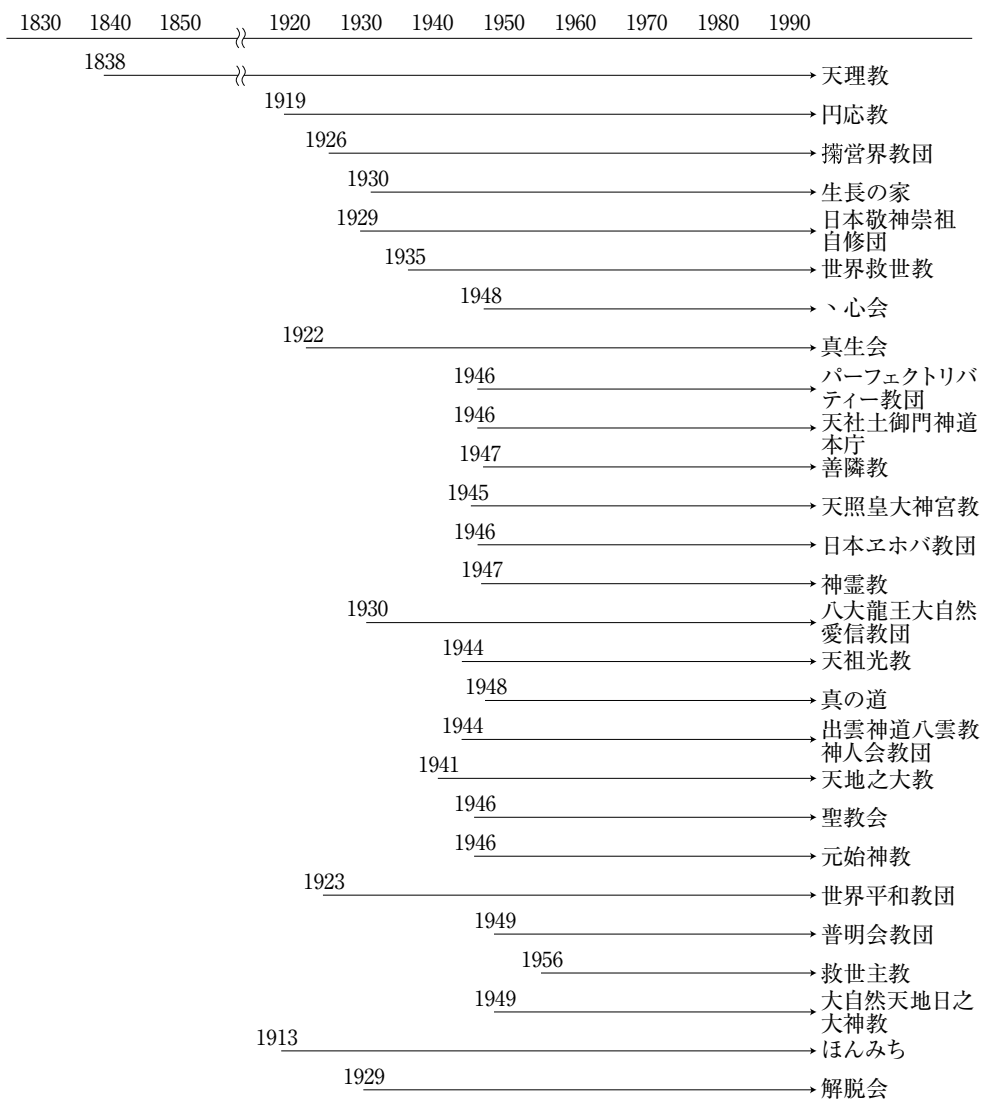 1830 1840 1850 1920 1930 1940 1950 1960 1970 1980 1990
1838
天理教
1919
円応教
1926
1930
生長の家
1929
日本敬神崇祖
自修団
1935
世界救世教
1948
、心会
1922
真生会
1946
パーフェクトリバ
ティー教団
1946
天社土御門神道
本庁
1947
善隣教
1945
天照皇大神宮教
1946
日本ヱホバ教団
1947
神霊教
1930
八大龍王大自然
愛信教団
1944
天祖光教
1948
真の道
1944
出雲神道八雲教
神人会教団
1941
天地之大教
1946
聖教会
1946
元始神教
1923
世界平和教団
1949
普明会教団
1956
救世主教
1949
大自然天地日之
大神教
1913
ほんみち
1929
解脱会